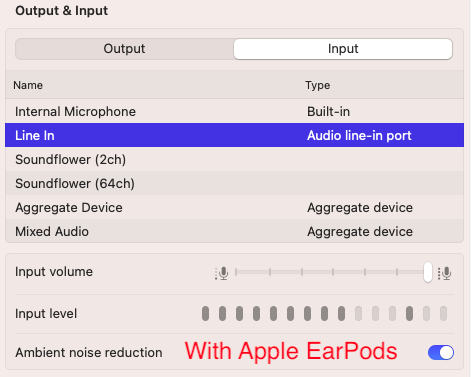 Output & Input
Output Input
Name Type
Internal Microphone Built-in
Line In Audio line-in port
Soundflower (2ch)
Soundflower (64ch)
Aggregate Device Aggregate device
Mixed Audio Aggregate device
Input volume
Input level
Ambient noise reduction With Apple EarPods